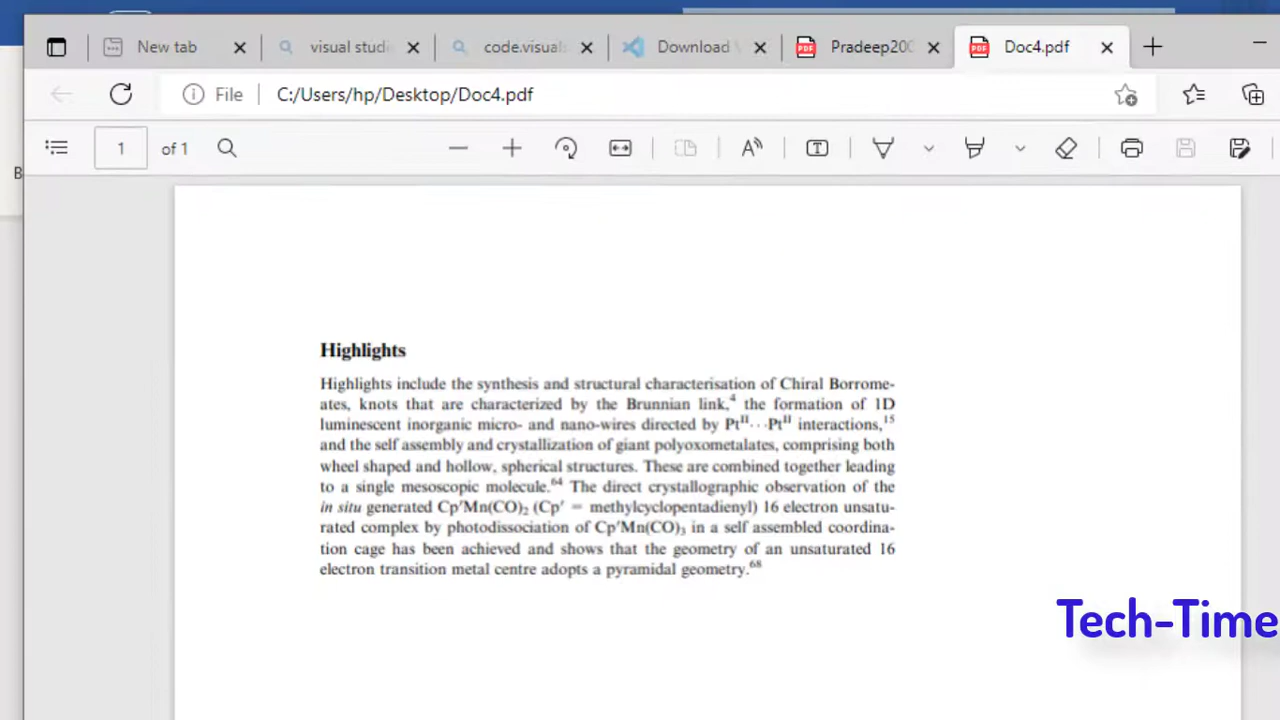 New tab visual studi code.visual Download Pradeep200 Doc4.pdf
File C:/Users/hp/Desktop/Doc4.pdf
1 of 1
B
Highlights
Highlights include the synthesis and structural characterisation of Chiral Borrome-
ates, knots that are characterized by the Brunnian link,⁴ the formation of 1D
luminescent inorganic micro- and nano-wires directed by Ptᴵᴵ···Ptᴵᴵ interactions,¹⁵
and the self assembly and crystallization of giant polyoxometalates, comprising both
wheel shaped and hollow, spherical structures. These are combined together leading
to a single mesoscopic molecule.⁶⁴ The direct crystallographic observation of the
in situ generated Cp′Mn(CO)₂ (Cp′ = methylcyclopentadienyl) 16 electron unsatu-
rated complex by photodissociation of Cp′Mn(CO)₃ in a self assembled coordina-
tion cage has been achieved and shows that the geometry of an unsaturated 16
electron transition metal centre adopts a pyramidal geometry.⁶⁸
Tech-Time